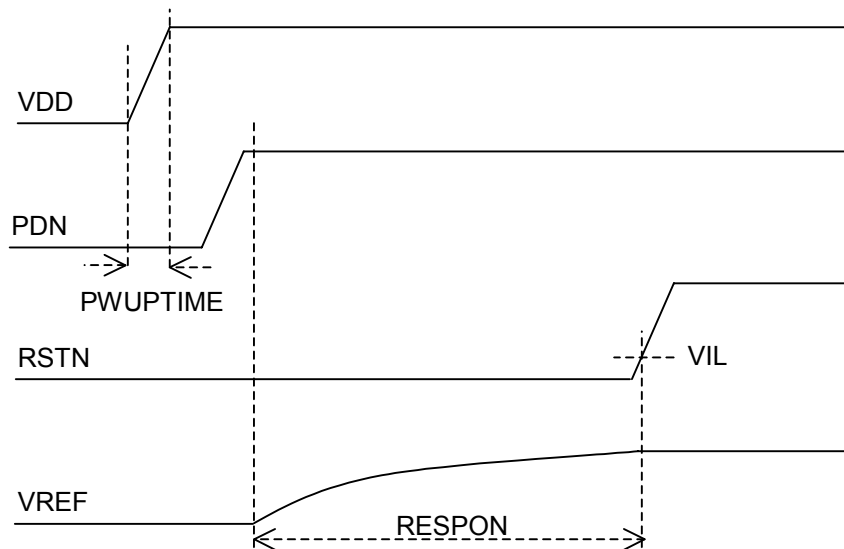 VDD
PDN
PWUPTIME
RSTN
VIL
VREF
RESPON